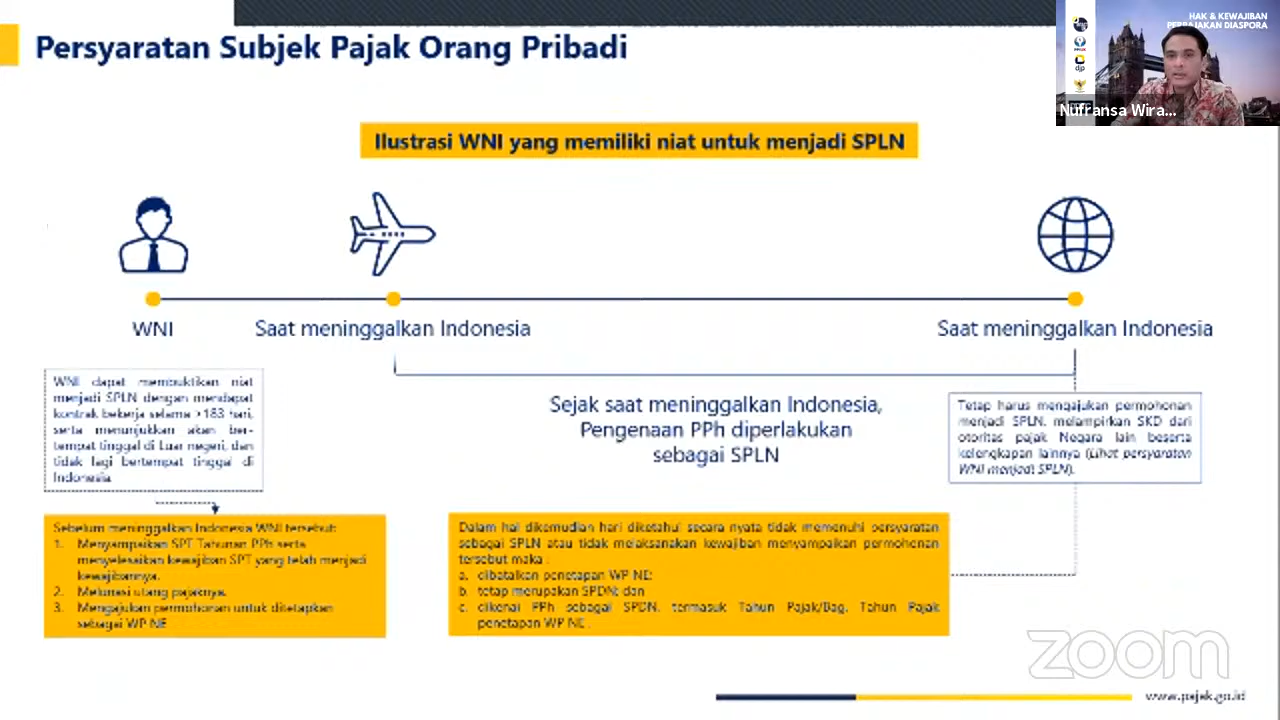 Persyaratan Subjek Pajak Orang Pribadi
HAK & KEWAJIBAN
PERPAJAKAN DIASPORA
djp
Nufransa Wira...
Ilustrasi WNI yang memiliki niat untuk menjadi SPLN
WNI
Saat meninggalkan Indonesia
Saat meninggalkan Indonesia
WNI dapat membuktikan niat
menjadi SPLN dengan mendapat
kontrak bekerja selama >183 hari,
serta menunjukkan akan ber-
tempat tinggal di Luar negeri, dan
tidak lagi bertempat tinggal di
Indonesia
Sejak saat meninggalkan Indonesia,
Pengenaan PPh diperlakukan
sebagai SPLN
Tetap harus mengajukan permohonan
menjadi SPLN, melampirkan SKD dari
otoritas pajak Negara lain beserta
kelengkapan lainnya (Lihat persyaratan
WNI menjadi SPLN).
Sebelum meninggalkan Indonesia WNI tersebut:
1. Menyampaikan SPT Tahunan PPh serta
menyelesaikan kewajiban SPT yang telah menjadi
kewajibannya.
2. Melunasi utang pajaknya.
3. Mengajukan permohonan untuk ditetapkan
sebagai WP NE
Dalam hal dikemudian hari diketahui secara nyata tidak memenuhi persyaratan
sebagai SPLN atau tidak melaksanakan kewajiban menyampaikan permohonan
tersebut maka :
a. dibatalkan penetapan WP NE;
b. tetap merupakan SPDN; dan
c. dikenai PPh sebagai SPDN, termasuk Tahun Pajak/Bag. Tahun Pajak
penetapan WP NE .
zoom
www.pajak.go.id